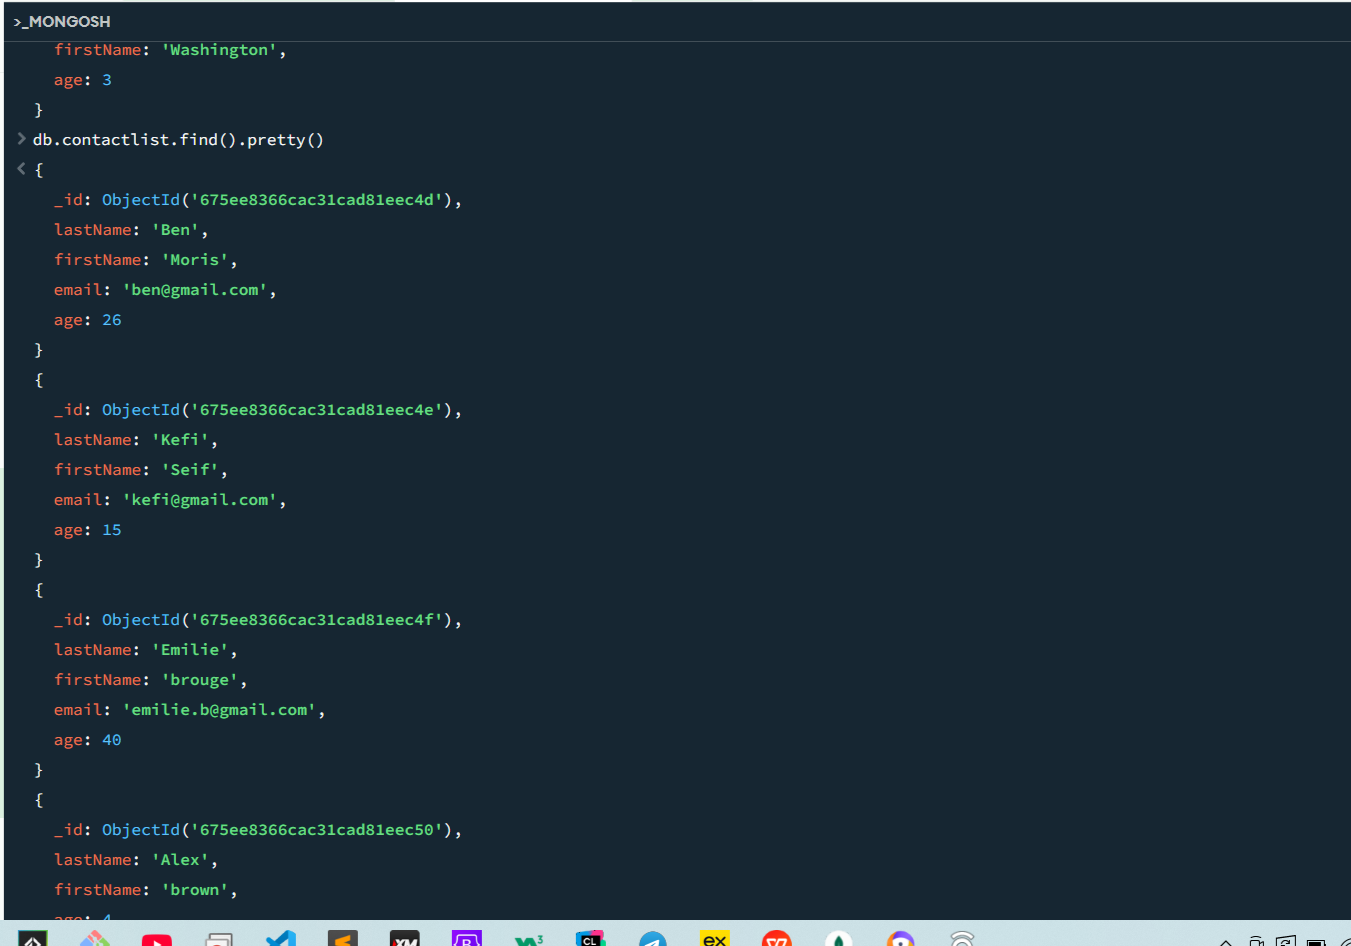 >_MONGOSH
firstName: 'Washington',
age: 3
}
> db.contactlist.find().pretty()
< {
_id: ObjectId('675ee8366cac31cad81eec4d'),
lastName: 'Ben',
firstName: 'Moris',
email: 'ben@gmail.com',
age: 26
}
{
_id: ObjectId('675ee8366cac31cad81eec4e'),
lastName: 'Kefi',
firstName: 'Seif',
email: 'kefi@gmail.com',
age: 15
}
{
_id: ObjectId('675ee8366cac31cad81eec4f'),
lastName: 'Emilie',
firstName: 'brouge',
email: 'emilie.b@gmail.com',
age: 40
}
{
_id: ObjectId('675ee8366cac31cad81eec50'),
lastName: 'Alex',
firstName: 'brown',
age: 4
XM
B
3
CL
ex